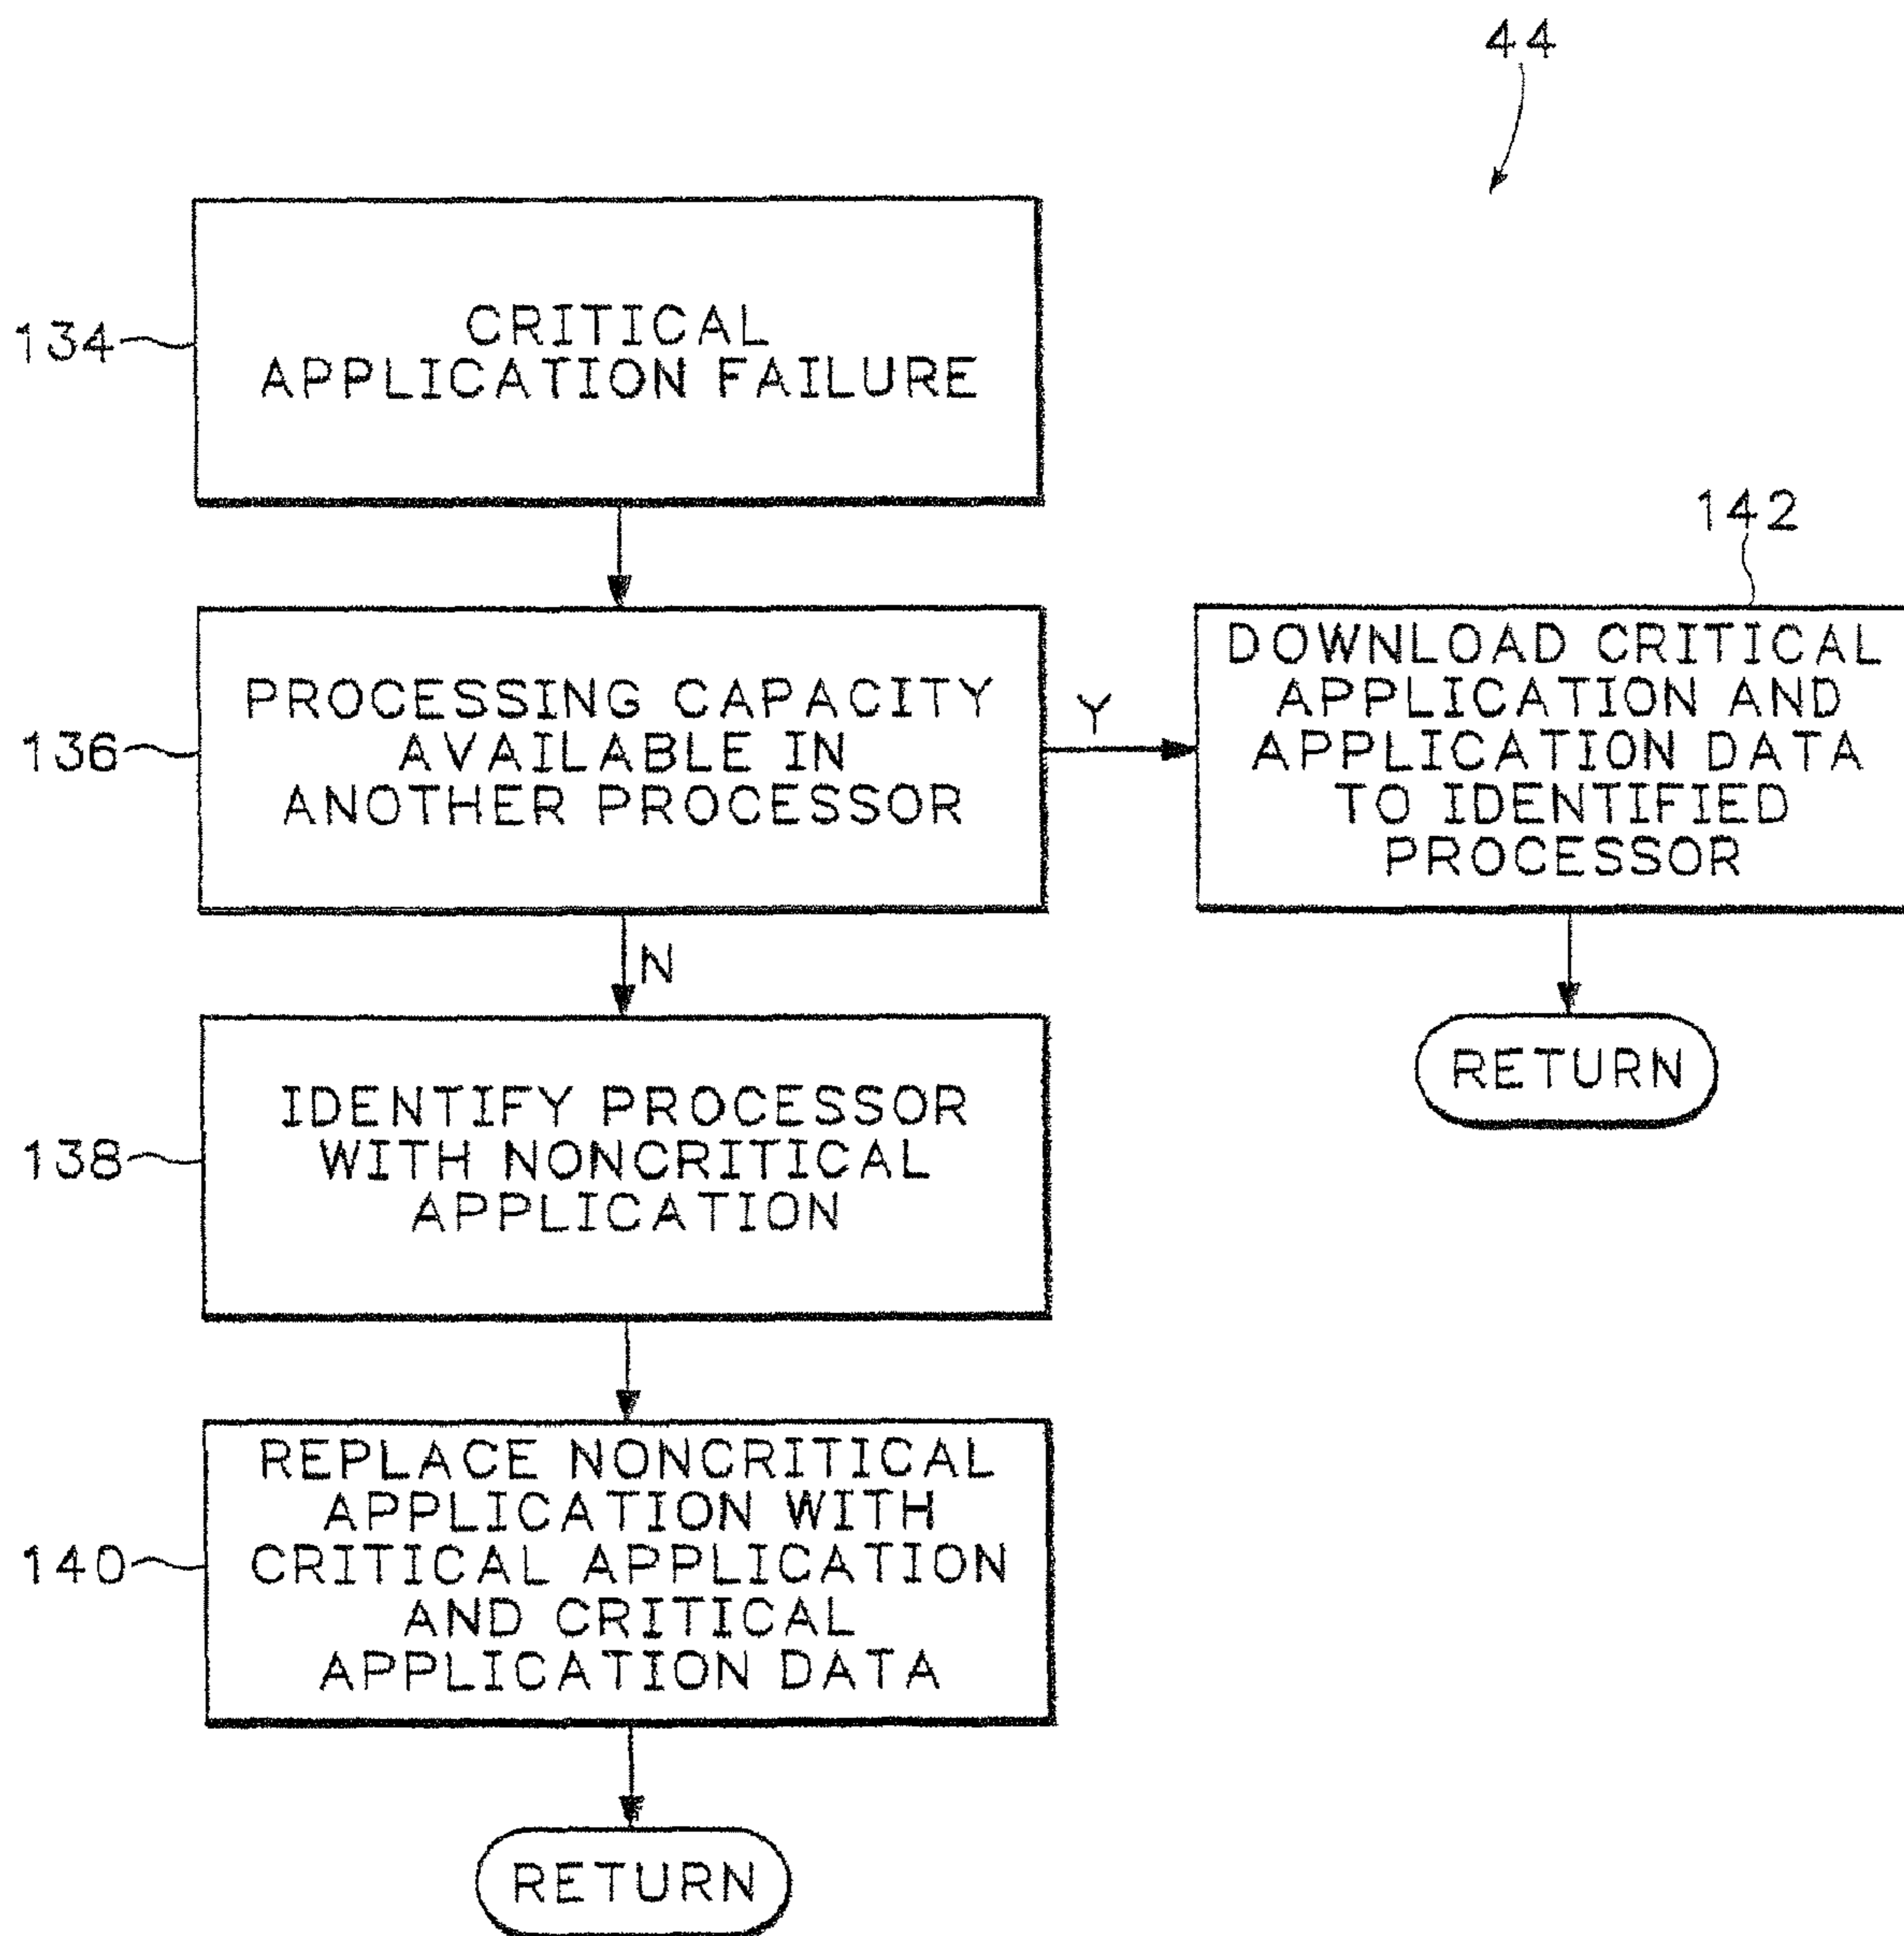 44
134
CRITICAL
APPLICATION FAILURE
136
PROCESSING CAPACITY
AVAILABLE IN
ANOTHER PROCESSOR
Y
142
DOWNLOAD CRITICAL
APPLICATION AND
APPLICATION DATA
TO IDENTIFIED
PROCESSOR
RETURN
N
138
IDENTIFY PROCESSOR
WITH NONCRITICAL
APPLICATION
140
REPLACE NONCRITICAL
APPLICATION WITH
CRITICAL APPLICATION
AND CRITICAL
APPLICATION DATA
RETURN